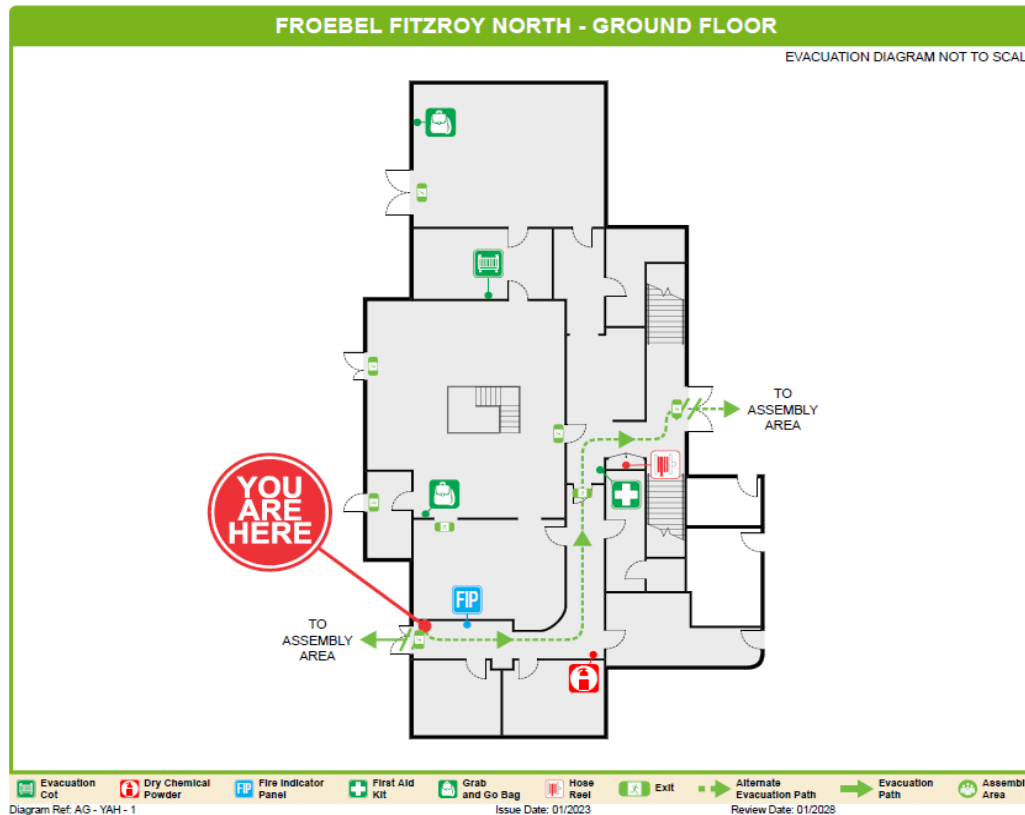 FROEBEL FITZROY NORTH - GROUND FLOOR
EVACUATION DIAGRAM NOT TO SCAL
TO
ASSEMBLY
AREA
YOU
ARE
HERE
FIP
TO
ASSEMBLY
AREA
Evacuation
Cot
Dry Chemical
Powder
FIP
Fire Indicator
Panel
First Aid
Kit
Grab
and Go Bag
Hose
Reel
Exit
Alternate
Evacuation Path
Evacuation
Path
Assembl
Area
Diagram Ref: AG - YAH - 1
Issue Date: 01/2023
Review Date: 01/2028